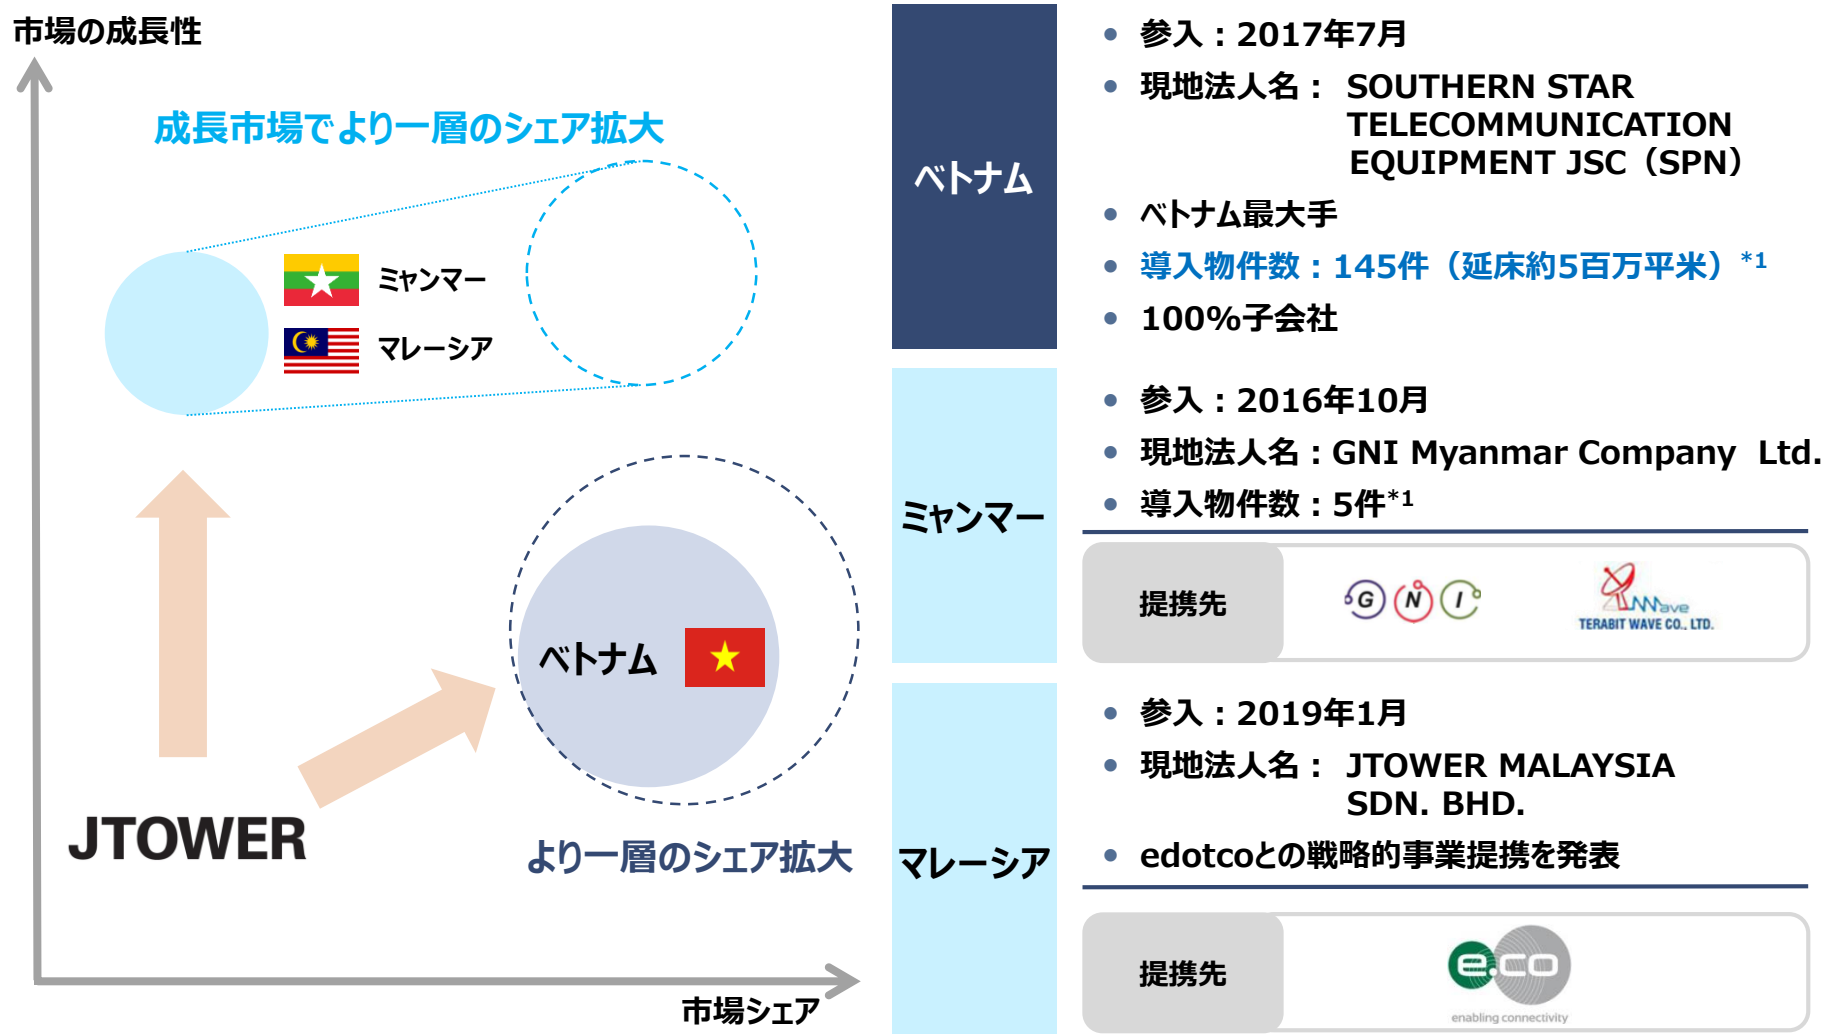 市場の成長性
成長市場でより一層のシェア拡大
ミャンマー
マレーシア
ベトナム
JTOWER
より一層のシェア拡大
市場シェア
ベトナム
参入：2017年7月
現地法人名： SOUTHERN STAR
TELECOMMUNICATION
EQUIPMENT JSC（SPN）
ベトナム最大手
導入物件数：145件（延床約5百万平米）*1
100%子会社
ミャンマー
参入：2016年10月
現地法人名：GNI Myanmar Company Ltd.
導入物件数：5件*1
提携先
GNI
Wave
TERABIT WAVE CO., LTD.
マレーシア
参入：2019年1月
現地法人名： JTOWER MALAYSIA
SDN. BHD.
edotcoとの戦略的事業提携を発表
提携先
e.co
enabling connectivity